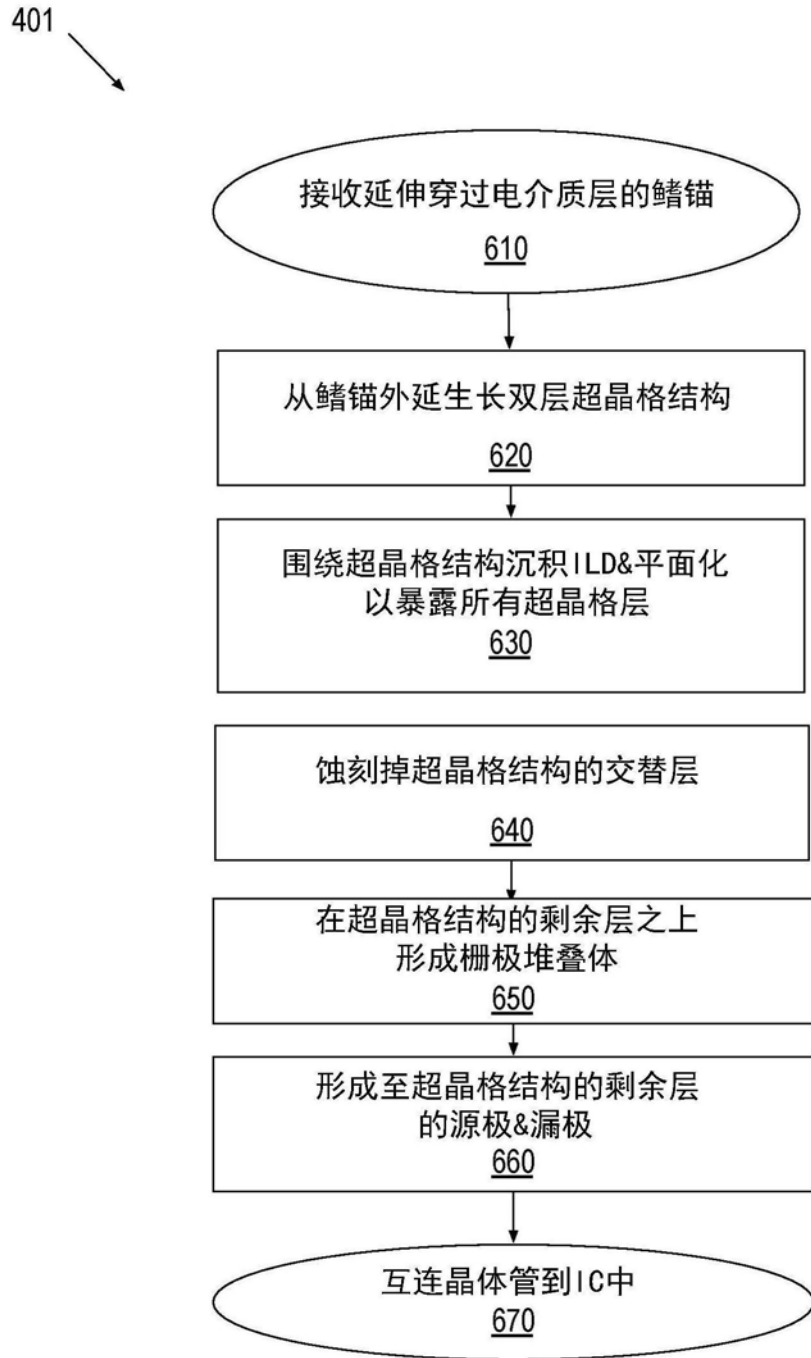 401
接收延伸穿过电介质层的鳍锚
610
从鳍锚外延生长双层超晶格结构
620
围绕超晶格结构沉积ILD&平面化
以暴露所有超晶格层
630
蚀刻掉超晶格结构的交替层
640
在超晶格结构的剩余层之上
形成栅极堆叠体
650
形成至超晶格结构的剩余层
的源极&漏极
660
互连晶体管到IC中
670